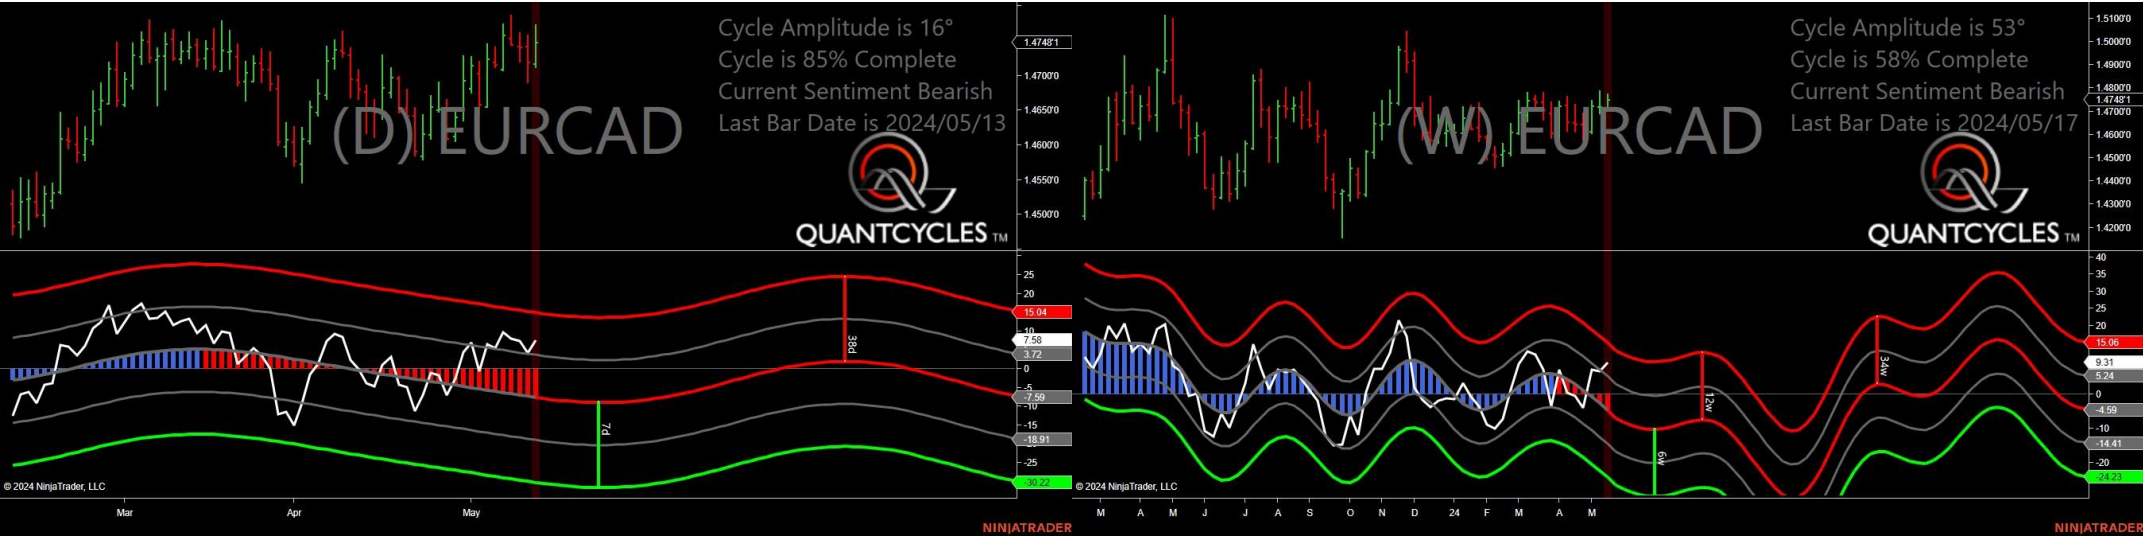 Cycle Amplitude is 16°
Cycle is 85% Complete
Current Sentiment Bearish
Last Bar Date is 2024/05/13
(D) EURCAD
QUANTCYCLES TM
1.4748'1
1.4700'0
1.4650'0
1.4600'0
1.4550'0
1.4500'0
25
20
15.04
10
7.58
3.72
0
-5
-7.59
-10
-18.91
-25
-30.22
38d
7d
© 2024 NinjaTrader, LLC
Mar Apr May
NINJATRADER
Cycle Amplitude is 53°
Cycle is 58% Complete
Current Sentiment Bearish
Last Bar Date is 2024/05/17
(W) EURCAD
QUANTCYCLES TM
1.5100'0
1.5000'0
1.4900'0
1.4800'0
1.4748'1
1.4700'0
1.4600'0
1.4500'0
1.4400'0
1.4300'0
1.4200'0
40
35
30
25
20
15.06
9.31
5.24
0
-4.59
-10
-14.41
-20
-24.23
12w
6w
34w
© 2024 NinjaTrader, LLC
M A M J J A S O N D 24 F M A M
NINJATRADER